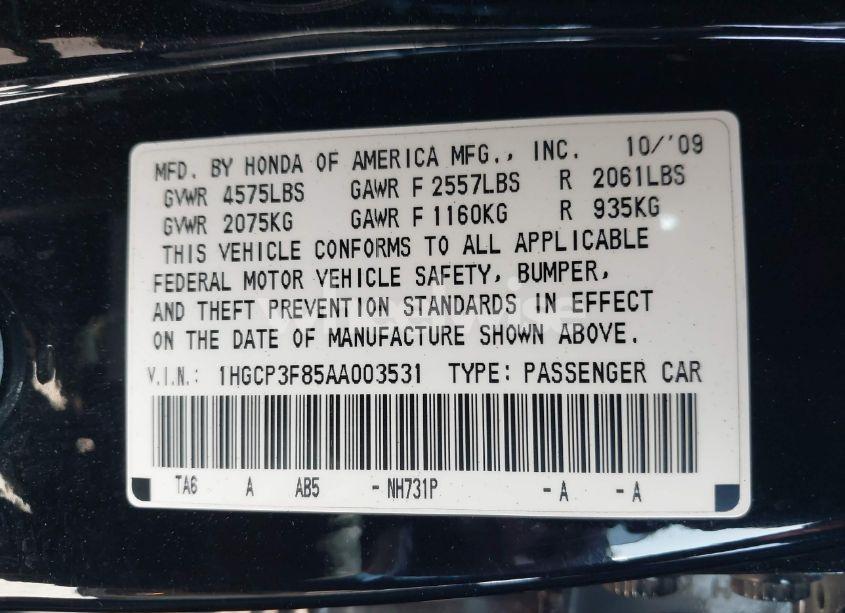 MFD. BY HONDA OF AMERICA MFG., INC. 10/'09
GVWR 4575LBS GAWR F 2557LBS R 2061LBS
GVWR 2075KG GAWR F 1160KG R 935KG
THIS VEHICLE CONFORMS TO ALL APPLICABLE
FEDERAL MOTOR VEHICLE SAFETY, BUMPER,
AND THEFT PREVENTION STANDARDS IN EFFECT
ON THE DATE OF MANUFACTURE SHOWN ABOVE.
V.I.N.: 1HGCP3F85AA003531 TYPE: PASSENGER CAR
TA6 A AB5 - NH731P - A - A